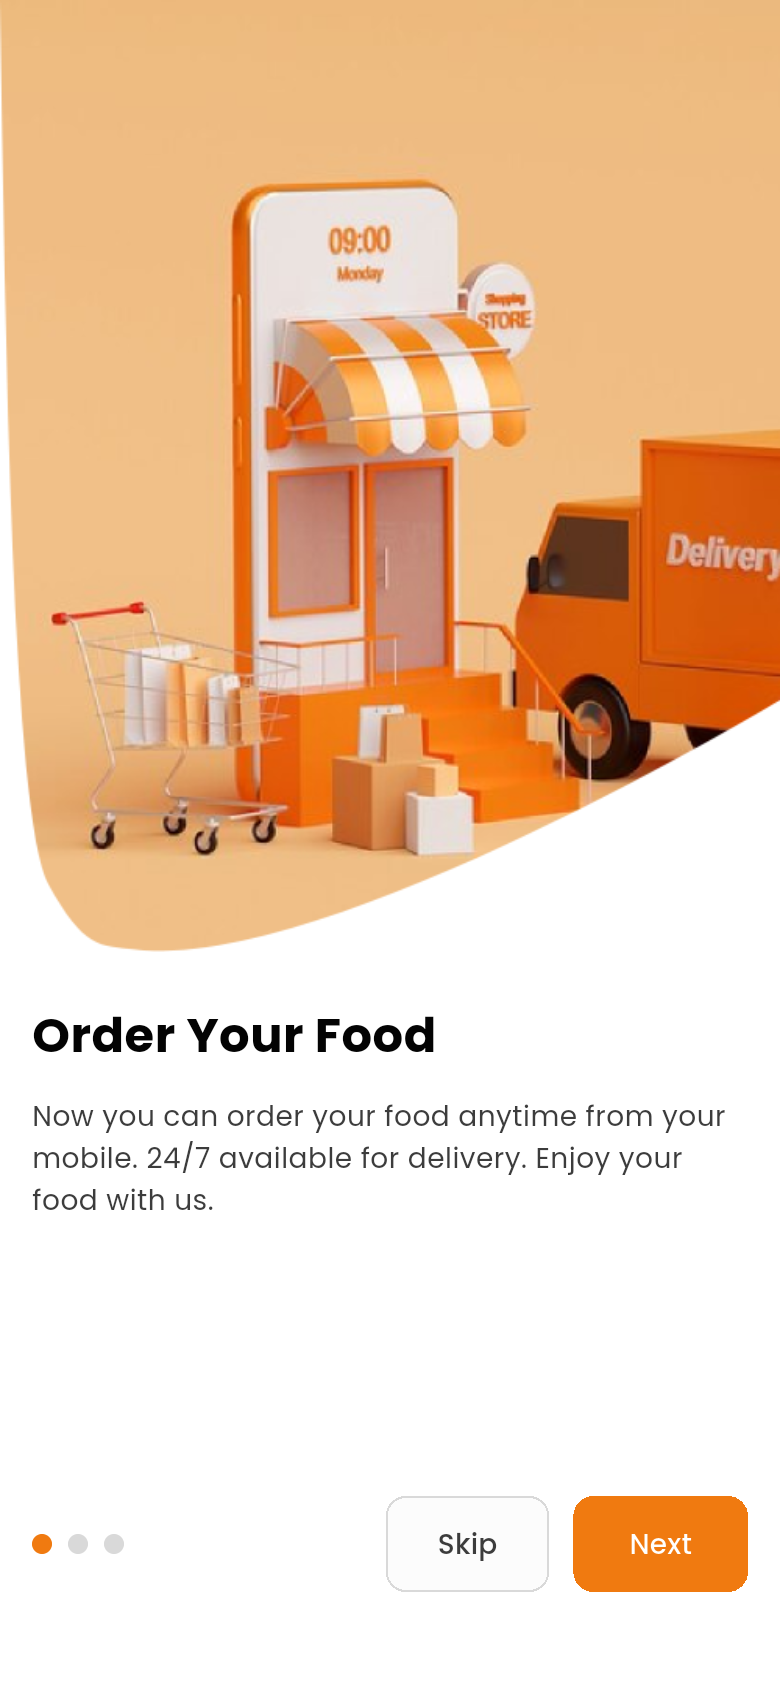 09:00
Monday
Shopping
STORE
Delivery
Order Your Food
Now you can order your food anytime from your
mobile. 24/7 available for delivery. Enjoy your
food with us.
Skip
Next